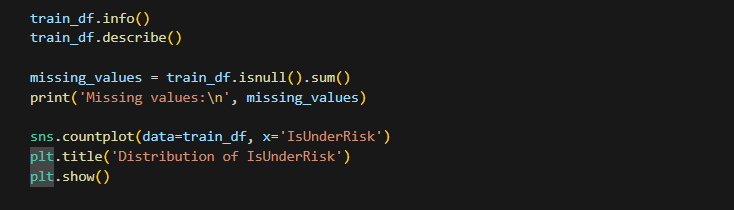 train_df.info()
train_df.describe()
missing_values = train_df.isnull().sum()
print('Missing values:\n', missing_values)
sns.countplot(data=train_df, x='IsUnderRisk')
plt.title('Distribution of IsUnderRisk')
plt.show()